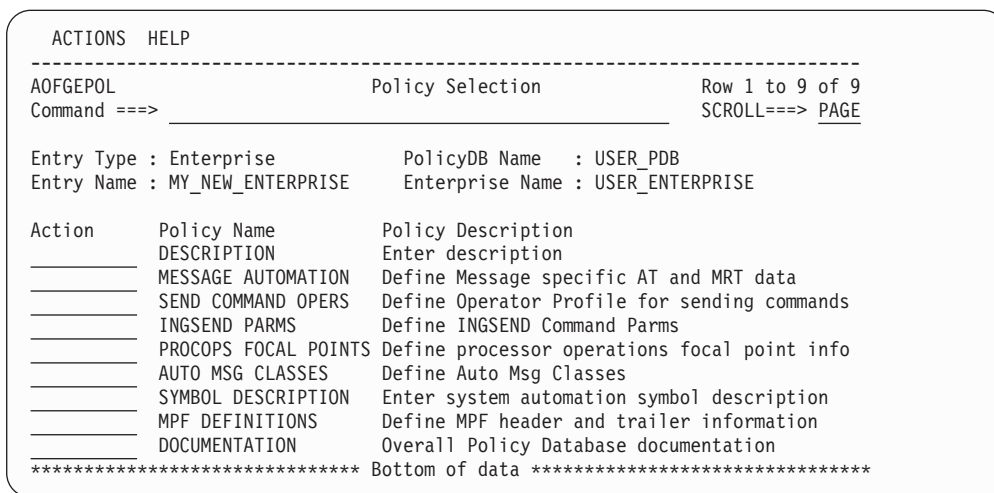 ACTIONS HELP
-------------------------------------------------------------------------------
AOFGEPOL Policy Selection Row 1 to 9 of 9
Command ===> SCROLL===> PAGE
Entry Type : Enterprise PolicyDB Name : USER_PDB
Entry Name : MY_NEW_ENTERPRISE Enterprise Name : USER_ENTERPRISE
Action Policy Name Policy Description
DESCRIPTION Enter description
MESSAGE AUTOMATION Define Message specific AT and MRT data
SEND COMMAND OPERS Define Operator Profile for sending commands
INGSEND PARMS Define INGSEND Command Parms
PROCOPS FOCAL POINTS Define processor operations focal point info
AUTO MSG CLASSES Define Auto Msg Classes
SYMBOL DESCRIPTION Enter system automation symbol description
MPF DEFINITIONS Define MPF header and trailer information
DOCUMENTATION Overall Policy Database documentation
******************************* Bottom of data ********************************